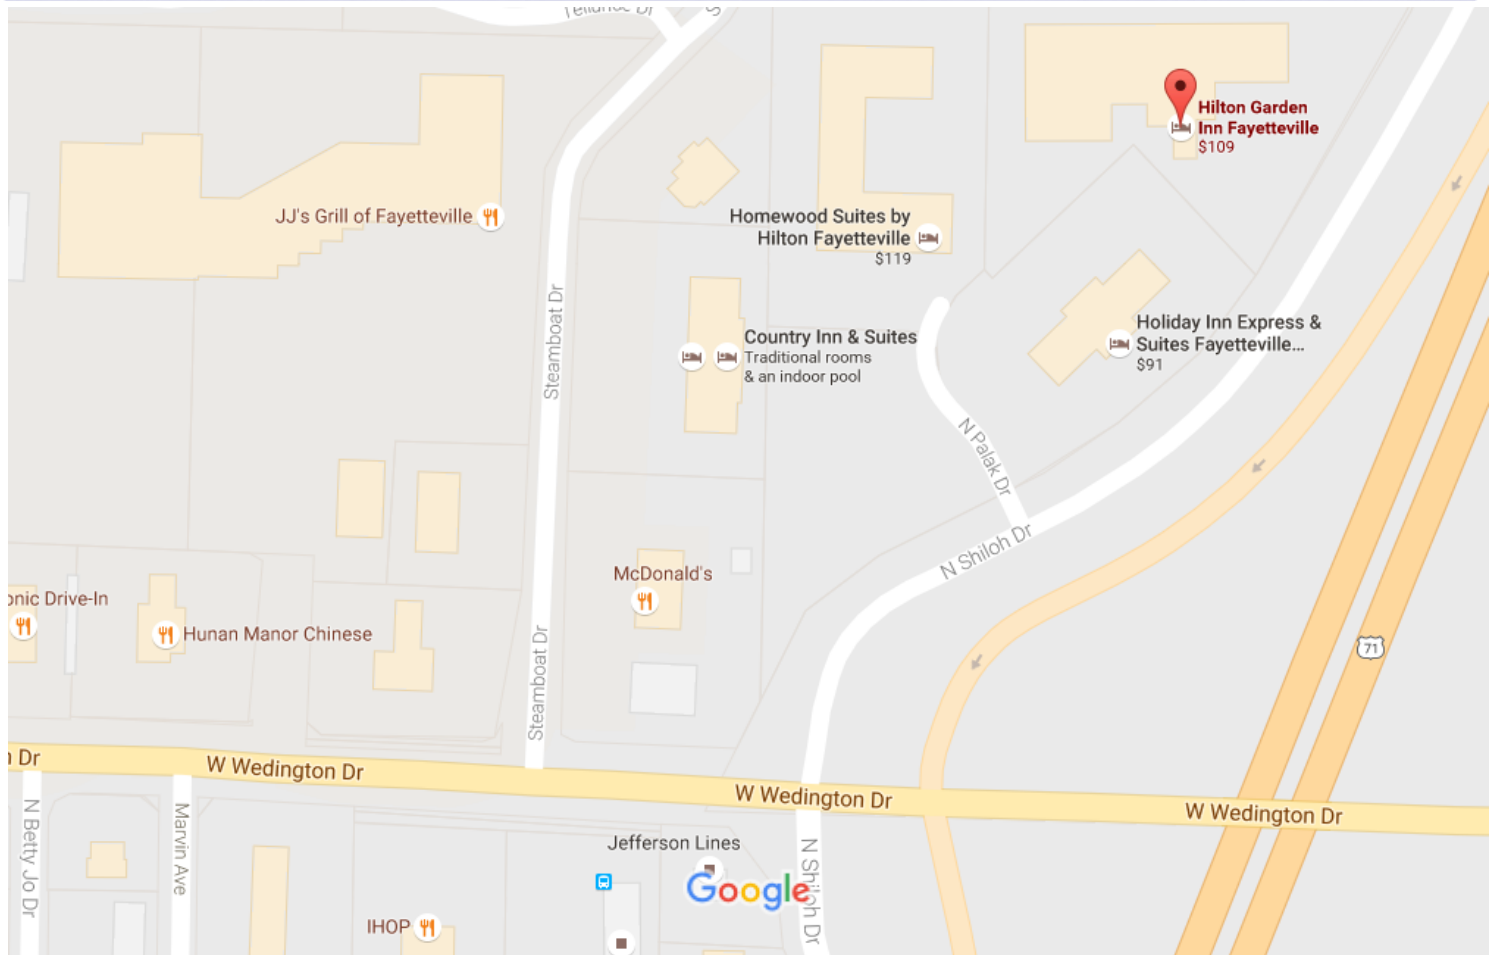 Hilton Garden
Inn Fayetteville
$109
JJ's Grill of Fayetteville
Homewood Suites by
Hilton Fayetteville
$119
Steamboat Dr
Country Inn & Suites
Traditional rooms
& an indoor pool
Holiday Inn Express &
Suites Fayetteville...
$91
N Palak Dr
N Shiloh Dr
McDonald's
onic Drive-In
Hunan Manor Chinese
Steamboat Dr
71
Dr
W Wedington Dr
W Wedington Dr
W Wedington Dr
N Betty Jo Dr
Marvin Ave
Jefferson Lines
N Shiloh Dr
Google
IHOP